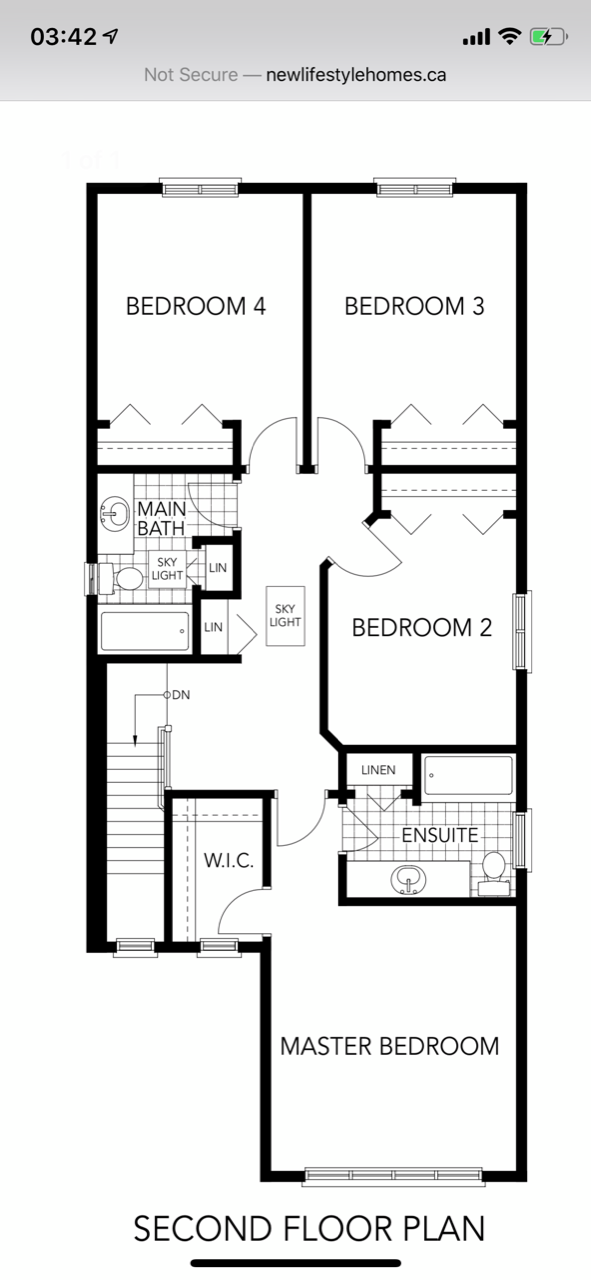 03:42
Not Secure — newlifestylehomes.ca
1 of 1
BEDROOM 4
BEDROOM 3
MAIN
BATH
SKY
LIGHT
LIN
LIN
SKY
LIGHT
BEDROOM 2
DN
LINEN
ENSUITE
W.I.C.
MASTER BEDROOM
SECOND FLOOR PLAN